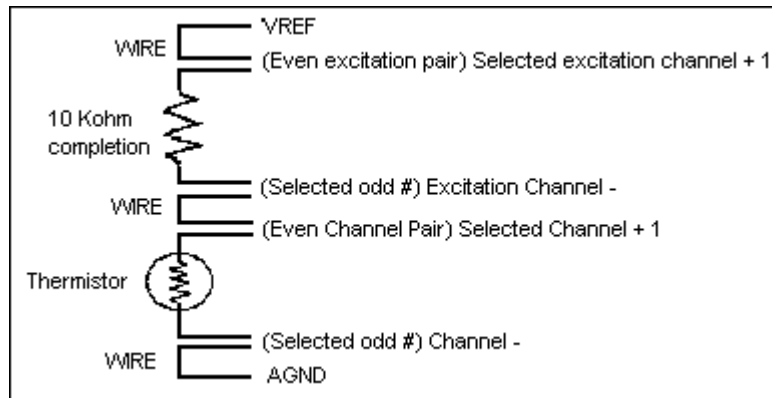 VREF
WIRE
(Even excitation pair) Selected excitation channel + 1
10 Kohm
completion
(Selected odd #) Excitation Channel -
WIRE
(Even Channel Pair) Selected Channel + 1
Thermistor
(Selected odd #) Channel -
WIRE
AGND